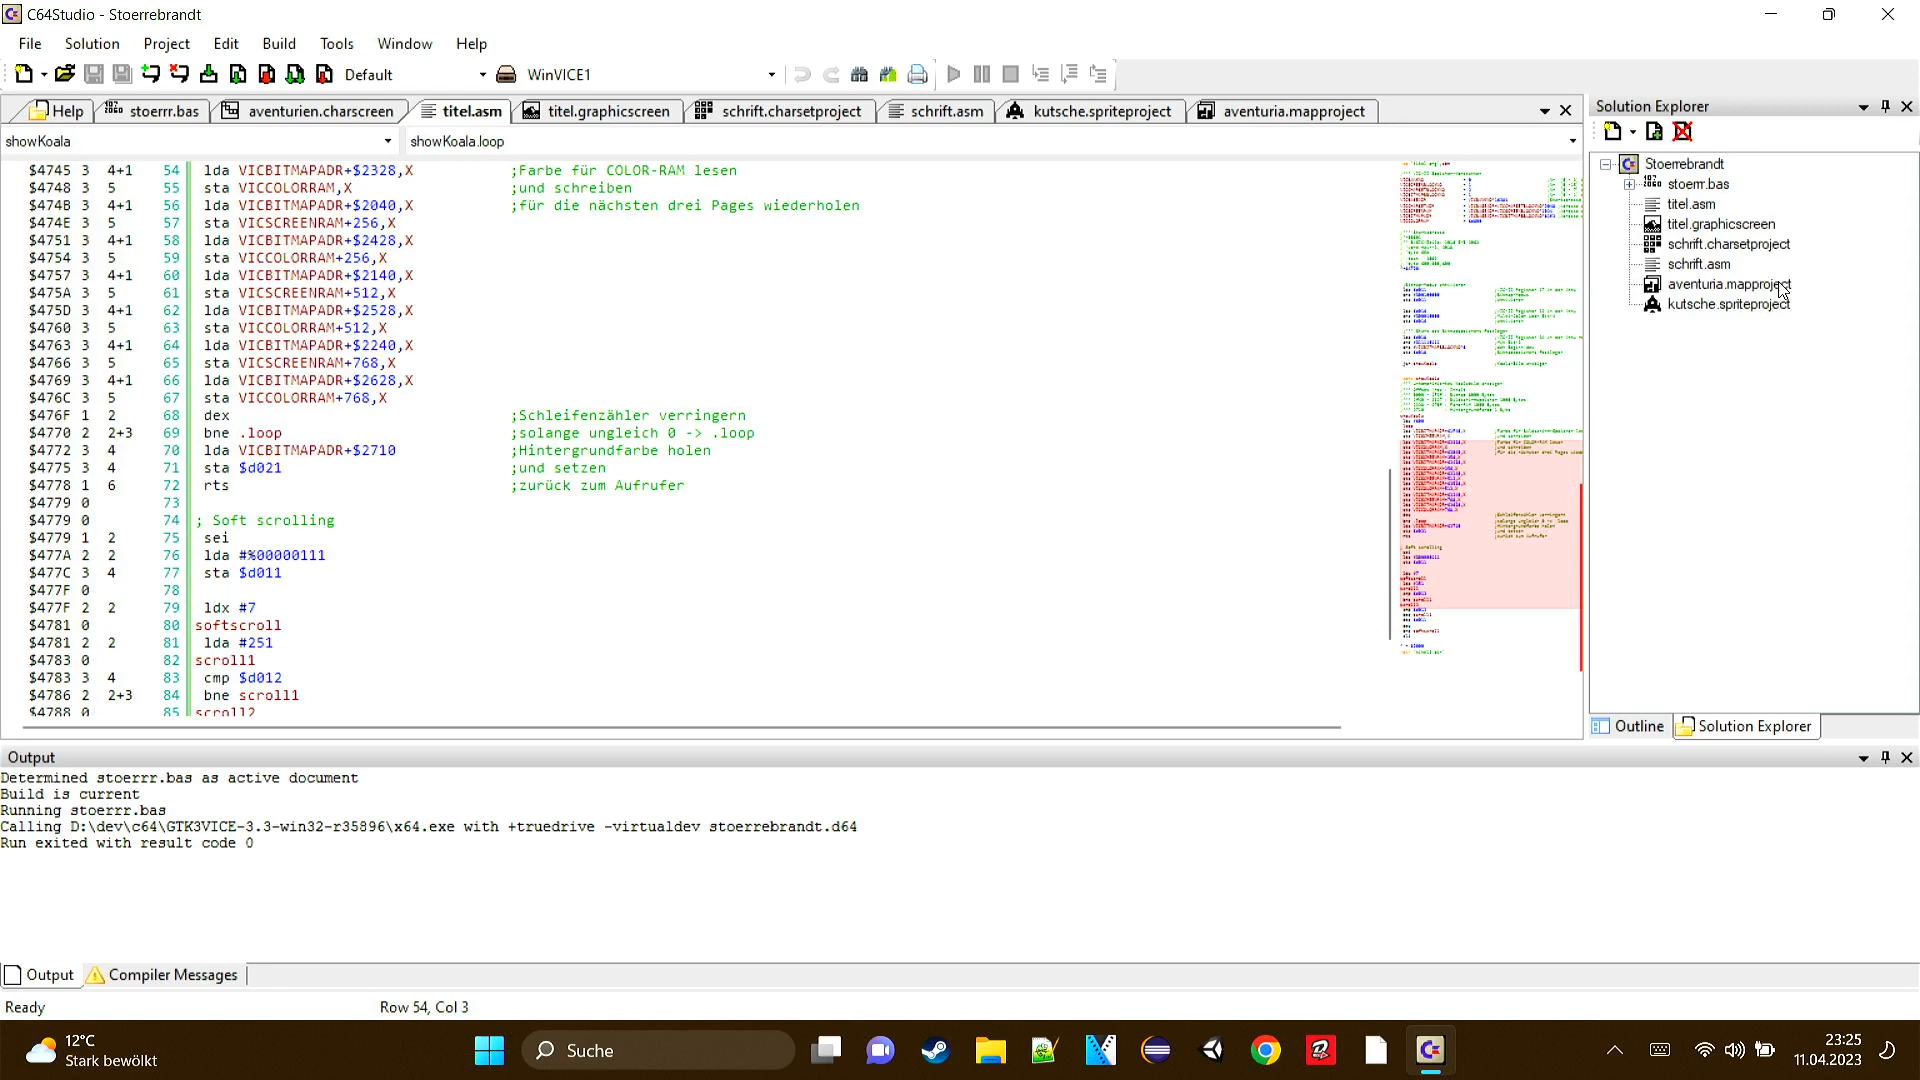 C64Studio - Stoerrebrandt
File Solution Project Edit Build Tools Window Help
Default WinVICE1
Help stoerrr.bas aventurien.charscreen titel.asm titel.graphicscreen schrift.charsetproject schrift.asm kutsche.spriteproject aventuria.mapproject
showKoala showKoala.loop
$4745 3 4+1 54 lda VICBITMAPADR+$2328,X ;Farbe für COLOR-RAM lesen
$4748 3 5 55 sta VICCOLORRAM,X ;und schreiben
$474B 3 4+1 56 lda VICBITMAPADR+$2040,X ;für die nächsten drei Pages wiederholen
$474E 3 5 57 sta VICSCREENRAM+256,X
$4751 3 4+1 58 lda VICBITMAPADR+$2428,X
$4754 3 5 59 sta VICCOLORRAM+256,X
$4757 3 4+1 60 lda VICBITMAPADR+$2140,X
$475A 3 5 61 sta VICSCREENRAM+512,X
$475D 3 4+1 62 lda VICBITMAPADR+$2528,X
$4760 3 5 63 sta VICCOLORRAM+512,X
$4763 3 4+1 64 lda VICBITMAPADR+$2240,X
$4766 3 5 65 sta VICSCREENRAM+768,X
$4769 3 4+1 66 lda VICBITMAPADR+$2628,X
$476C 3 5 67 sta VICCOLORRAM+768,X
$476F 1 2 68 dex ;Schleifenzähler verringern
$4770 2 2+3 69 bne .loop ;solange ungleich 0 -> .loop
$4772 3 4 70 lda VICBITMAPADR+$2710 ;Hintergrundfarbe holen
$4775 3 4 71 sta $d021 ;und setzen
$4778 1 6 72 rts ;zurück zum Aufrufer
$4779 0 73
$4779 0 74 ; Soft scrolling
$4779 1 2 75 sei
$477A 2 2 76 lda #%00000111
$477C 3 4 77 sta $d011
$477F 0 78
$477F 2 2 79 ldx #7
$4781 0 80 softscroll
$4781 2 2 81 lda #251
$4783 0 82 scroll1
$4783 3 4 83 cmp $d012
$4786 2 2+3 84 bne scroll1
$4788 0 85 scroll2
Solution Explorer
Stoerrebrandt
stoerrr.bas
titel.asm
titel.graphicscreen
schrift.charsetproject
schrift.asm
aventuria.mapproject
kutsche.spriteproject
Outline Solution Explorer
Output
Determined stoerrr.bas as active document
Build is current
Running stoerrr.bas
Calling D:\dev\c64\GTK3VICE-3.3-win32-r35896\x64.exe with +truedrive -virtualdev stoerrebrandt.d64
Run exited with result code 0
Output Compiler Messages
Ready Row 54, Col 3
12°C
Stark bewölkt
Suche
23:25
11.04.2023